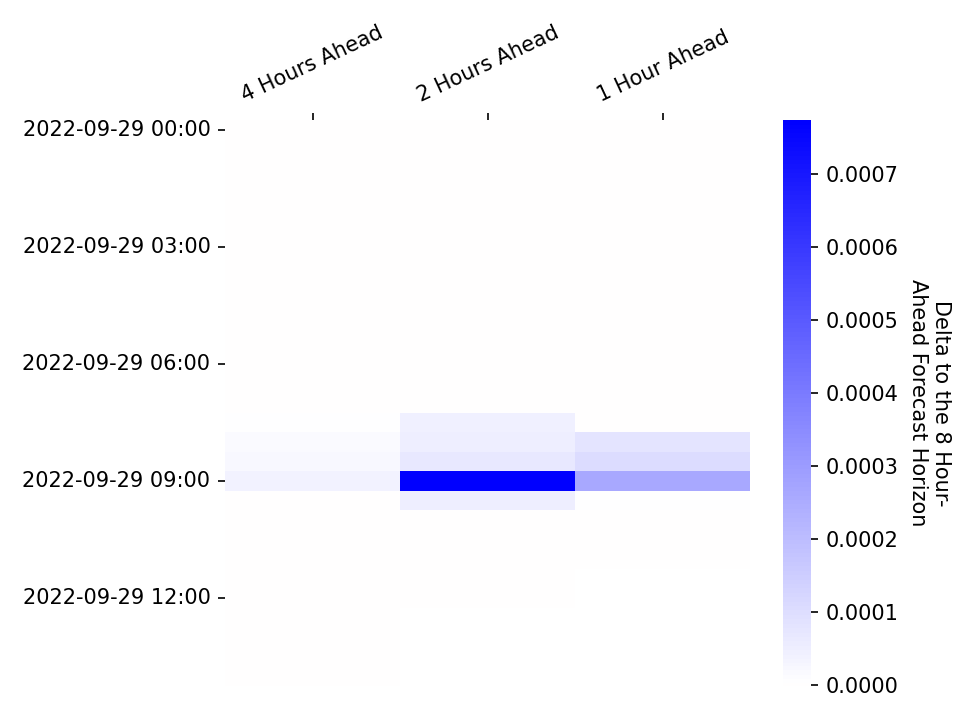 4 Hours Ahead
2 Hours Ahead
1 Hour Ahead
2022-09-29 00:00
2022-09-29 03:00
2022-09-29 06:00
2022-09-29 09:00
2022-09-29 12:00
0.0007
0.0006
0.0005
0.0004
0.0003
0.0002
0.0001
0.0000
Delta to the 8 Hour-
Ahead Forecast Horizon